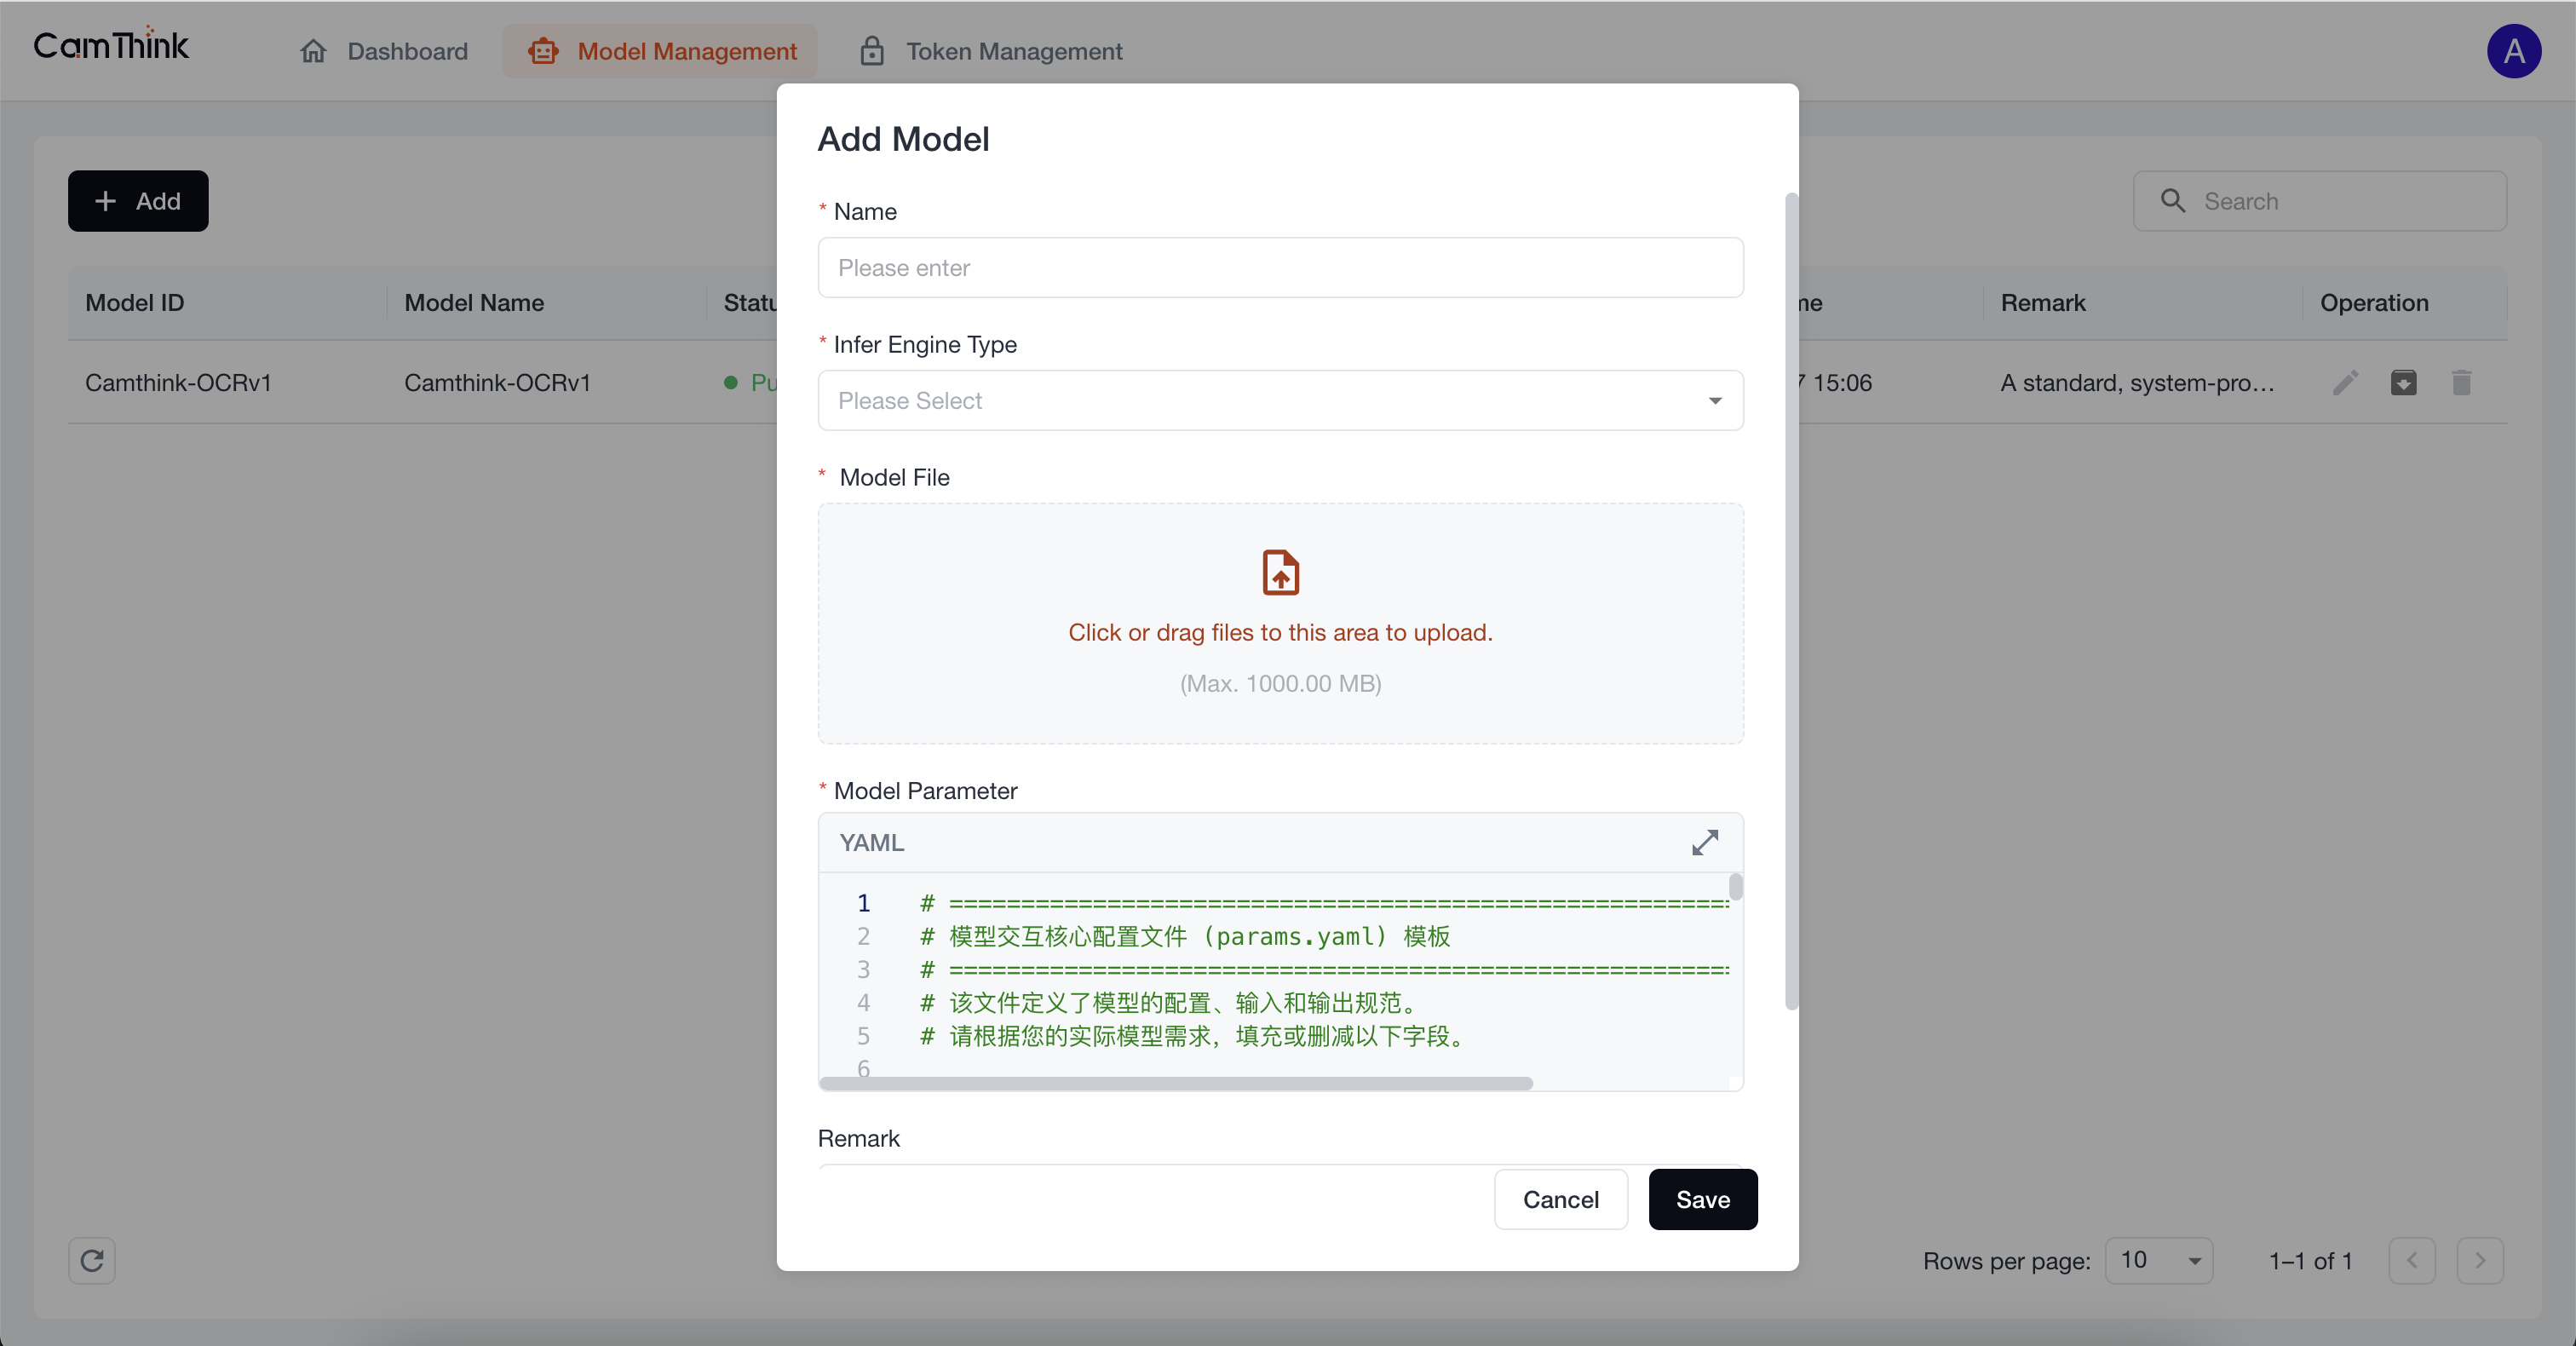 CamThink
Dashboard
Model Management
Token Management
A
Add
Search
Model ID
Model Name
Remark
Operation
Camthink-OCRv1
Camthink-OCRv1
15:06
A standard, system-pro...
Add Model
* Name
Please enter
* Infer Engine Type
Please Select
* Model File
Click or drag files to this area to upload.
(Max. 1000.00 MB)
* Model Parameter
YAML
1 # ==================================================================
2 # 模型交互核心配置文件 (params.yaml) 模板
3 # ==================================================================
4 # 该文件定义了模型的配置、输入和输出规范。
5 # 请根据您的实际模型需求，填充或删减以下字段。
6
Remark
Cancel
Save
Rows per page:
10
1–1 of 1